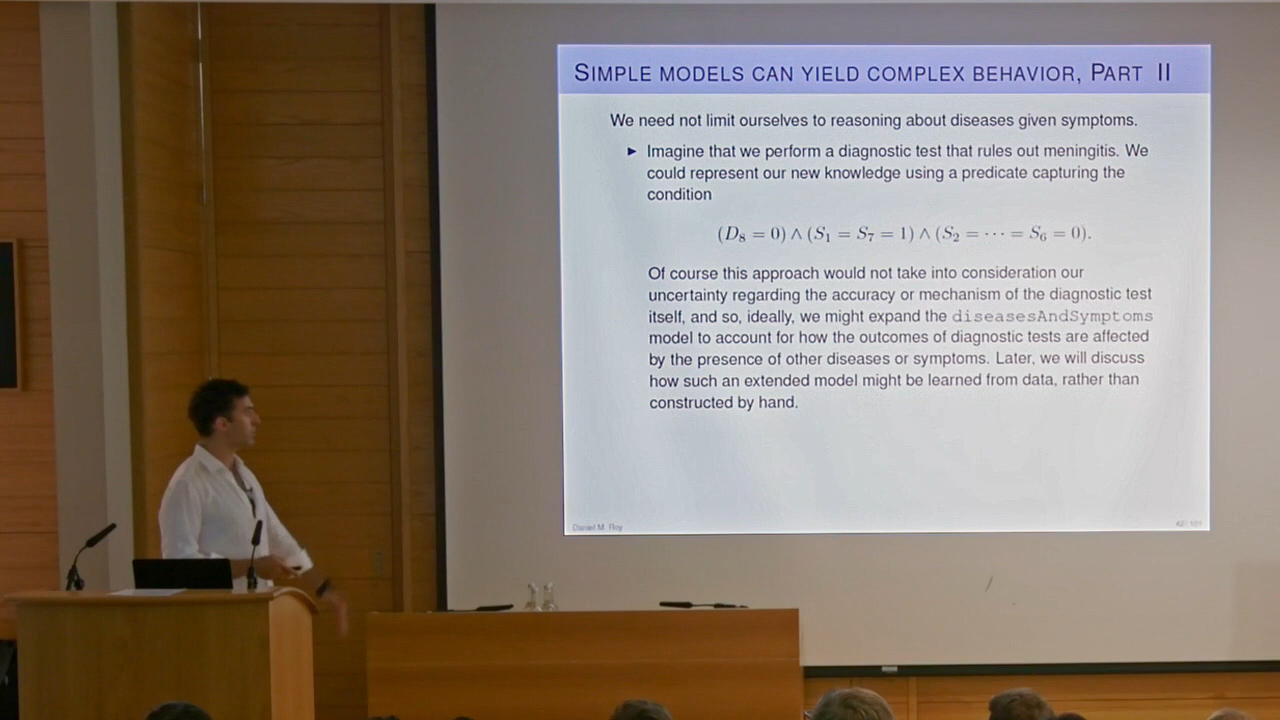 SIMPLE MODELS CAN YIELD COMPLEX BEHAVIOR, PART II
We need not limit ourselves to reasoning about diseases given symptoms.
► Imagine that we perform a diagnostic test that rules out meningitis. We
could represent our new knowledge using a predicate capturing the
condition
(D₈ = 0) ∧ (S₁ = S₇ = 1) ∧ (S₂ = ⋯ = S₆ = 0).
Of course this approach would not take into consideration our
uncertainty regarding the accuracy or mechanism of the diagnostic test
itself, and so, ideally, we might expand the diseasesAndSymptoms
model to account for how the outcomes of diagnostic tests are affected
by the presence of other diseases or symptoms. Later, we will discuss
how such an extended model might be learned from data, rather than
constructed by hand.
Daniel M. Roy